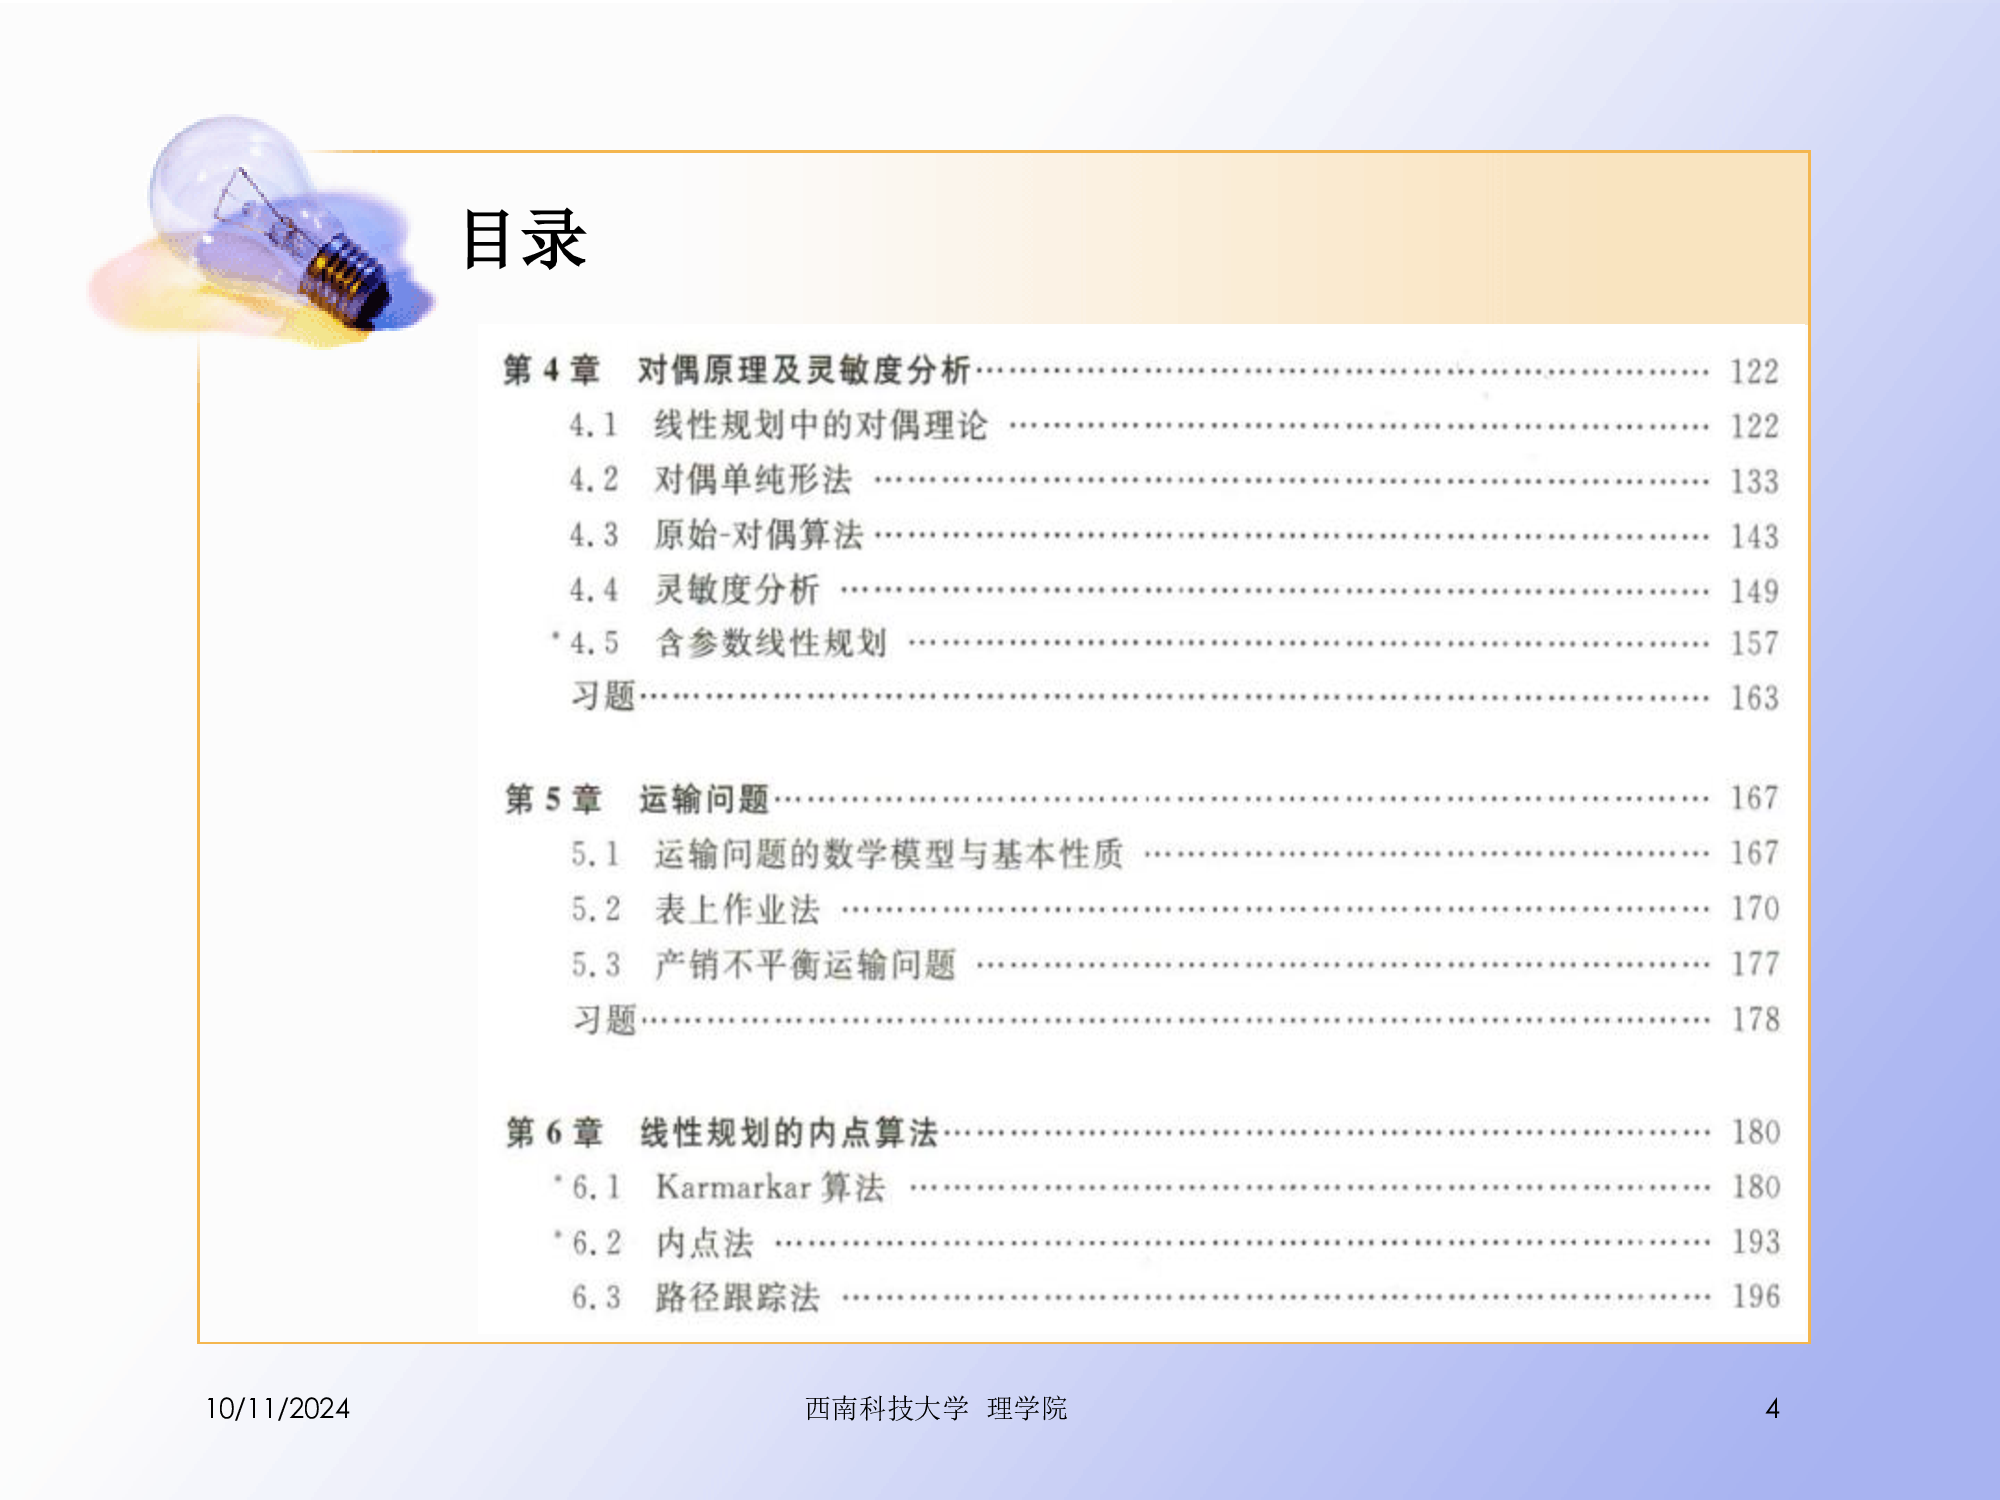 目录
第 4 章 对偶原理及灵敏度分析………………………………………………………… 122
4.1 线性规划中的对偶理论 ……………………………………………………… 122
4.2 对偶单纯形法 ………………………………………………………………… 133
4.3 原始-对偶算法 ………………………………………………………………… 143
4.4 灵敏度分析 …………………………………………………………………… 149
*4.5 含参数线性规划 ……………………………………………………………… 157
习题…………………………………………………………………………………… 163
第 5 章 运输问题………………………………………………………………………… 167
5.1 运输问题的数学模型与基本性质 …………………………………………… 167
5.2 表上作业法 …………………………………………………………………… 170
5.3 产销不平衡运输问题 ………………………………………………………… 177
习题…………………………………………………………………………………… 178
第 6 章 线性规划的内点算法…………………………………………………………… 180
*6.1 Karmarkar 算法 ……………………………………………………………… 180
*6.2 内点法 ………………………………………………………………………… 193
6.3 路径跟踪法 …………………………………………………………………… 196
10/11/2024 西南科技大学 理学院 4